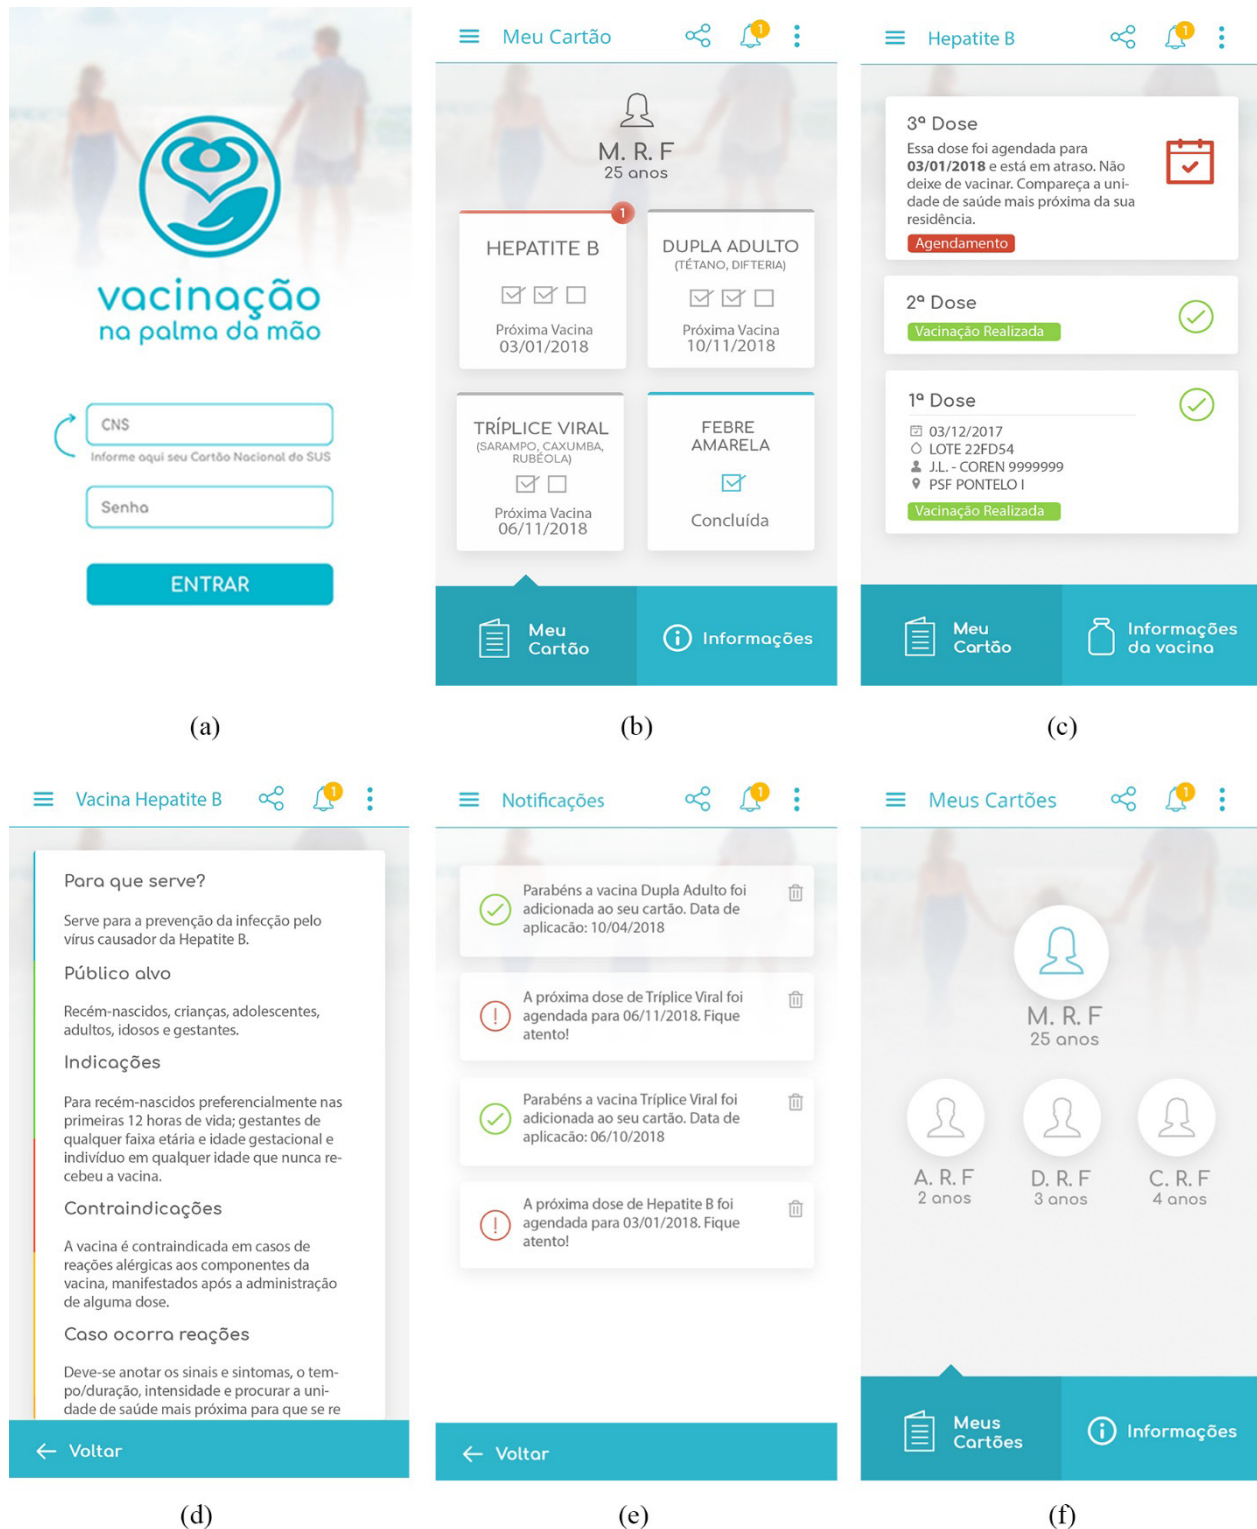 vacinação
na palma da mão
CNS
Informe aqui seu Cartão Nacional do SUS
Senha
ENTRAR
(a)
Meu Cartão
1
M. R. F
25 anos
1
HEPATITE B
Próxima Vacina
03/01/2018
DUPLA ADULTO
(TÉTANO, DIFTERIA)
Próxima Vacina
10/11/2018
TRÍPLICE VIRAL
(SARAMPO, CAXUMBA,
RUBÉOLA)
Próxima Vacina
06/11/2018
FEBRE
AMARELA
Concluída
Meu
Cartão
Informações
(b)
Hepatite B
1
3ª Dose
Essa dose foi agendada para
03/01/2018 e está em atraso. Não
deixe de vacinar. Compareça a uni-
dade de saúde mais próxima da sua
residência.
Agendamento
2ª Dose
Vacinação Realizada
1ª Dose
03/12/2017
LOTE 22FD54
J.L. - COREN 9999999
PSF PONTELO I
Vacinação Realizada
Meu
Cartão
Informações
da vacina
(c)
Vacina Hepatite B
1
Para que serve?
Serve para a prevenção da infecção pelo
vírus causador da Hepatite B.
Público alvo
Recém-nascidos, crianças, adolescentes,
adultos, idosos e gestantes.
Indicações
Para recém-nascidos preferencialmente nas
primeiras 12 horas de vida; gestantes de
qualquer faixa etária e idade gestacional e
indivíduo em qualquer idade que nunca re-
cebeu a vacina.
Contraindicações
A vacina é contraindicada em casos de
reações alérgicas aos componentes da
vacina, manifestados após a administração
de alguma dose.
Caso ocorra reações
Deve-se anotar os sinais e sintomas, o tem-
po/duração, intensidade e procurar a uni-
dade de saúde mais próxima para que se re
Voltar
(d)
Notificações
1
Parabéns a vacina Dupla Adulto foi
adicionada ao seu cartão. Data de
aplicacão: 10/04/2018
A próxima dose de Tríplice Viral foi
agendada para 06/11/2018. Fique
atento!
Parabéns a vacina Tríplice Viral foi
adicionada ao seu cartão. Data de
aplicacão: 06/10/2018
A próxima dose de Hepatite B foi
agendada para 03/01/2018. Fique
atento!
Voltar
(e)
Meus Cartões
1
M. R. F
25 anos
A. R. F
2 anos
D. R. F
3 anos
C. R. F
4 anos
Meus
Cartões
Informações
(f)